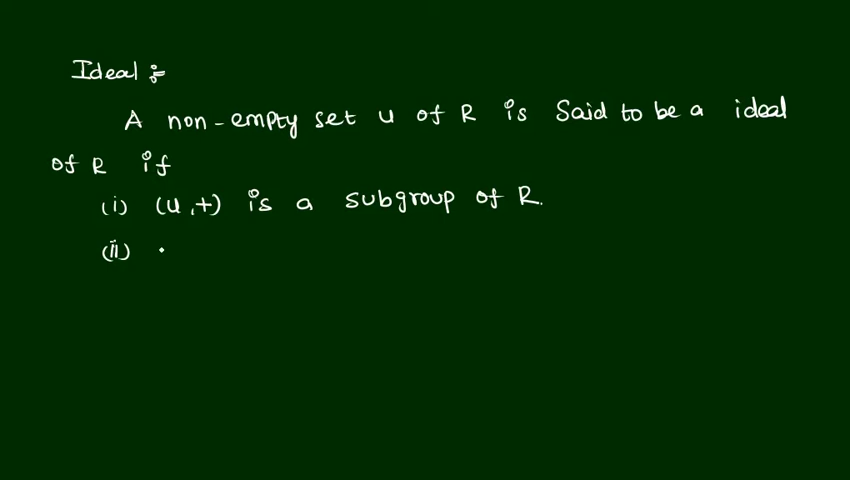 Ideal :-
A non-empty set U of R is Said to be a ideal
of R if
(i) (U,+) is a subgroup of R.
(ii)